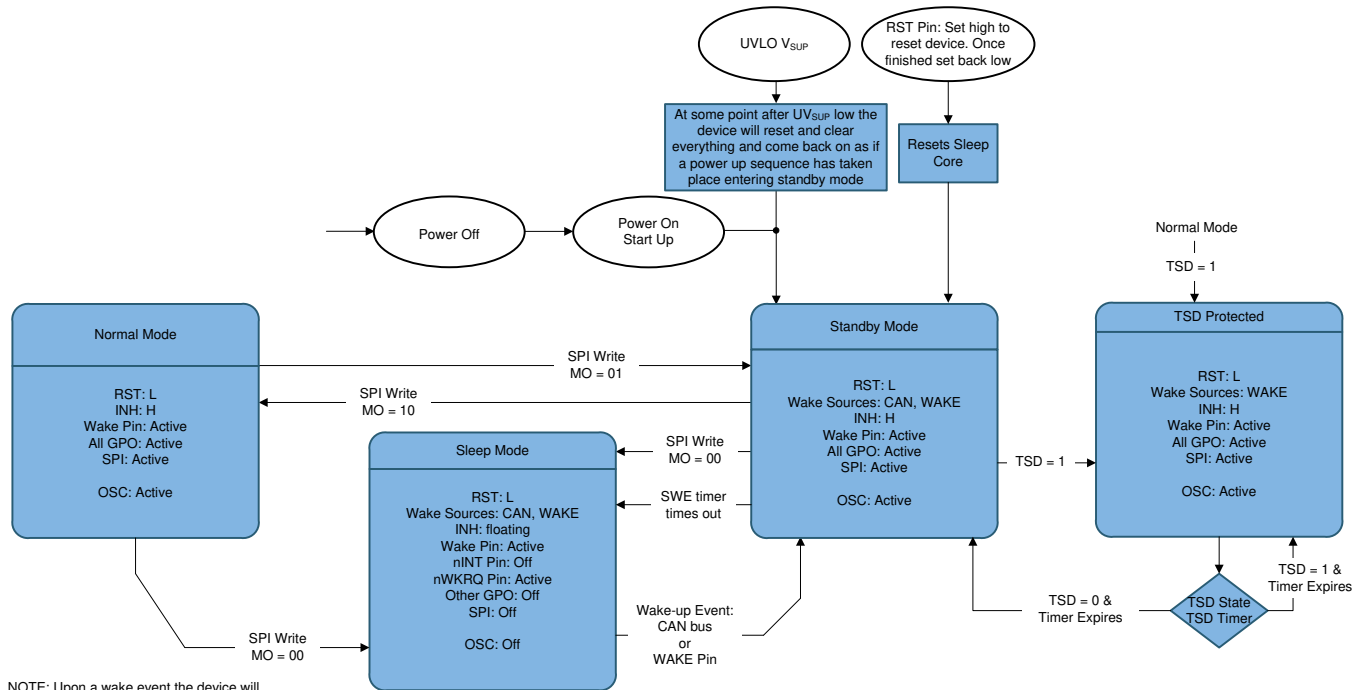 UVLO VSUP
RST Pin: Set high to
reset device. Once
finished set back low
At some point after UVSUP low the
device will reset and clear
everything and come back on as if
a power up sequence has taken
place entering standby mode
Resets Sleep
Core
Power Off
Power On
Start Up
Normal Mode
TSD = 1
Normal Mode
RST: L
INH: H
Wake Pin: Active
All GPO: Active
SPI: Active
OSC: Active
SPI Write
MO = 01
SPI Write
MO = 10
Standby Mode
RST: L
Wake Sources: CAN, WAKE
INH: H
Wake Pin: Active
All GPO: Active
SPI: Active
OSC: Active
TSD Protected
RST: L
Wake Sources: WAKE
INH: H
Wake Pin: Active
All GPO: Active
SPI: Active
OSC: Active
Sleep Mode
RST: L
Wake Sources: CAN, WAKE
INH: floating
Wake Pin: Active
nINT Pin: Off
nWKRQ Pin: Active
Other GPO: Off
SPI: Off
OSC: Off
SPI Write
MO = 00
SWE timer
times out
TSD = 1
Wake-up Event:
CAN bus
or
WAKE Pin
TSD = 0 &
Timer Expires
TSD State
TSD Timer
TSD = 1 &
Timer Expires
SPI Write
MO = 00
NOTE: Upon a wake event the device will